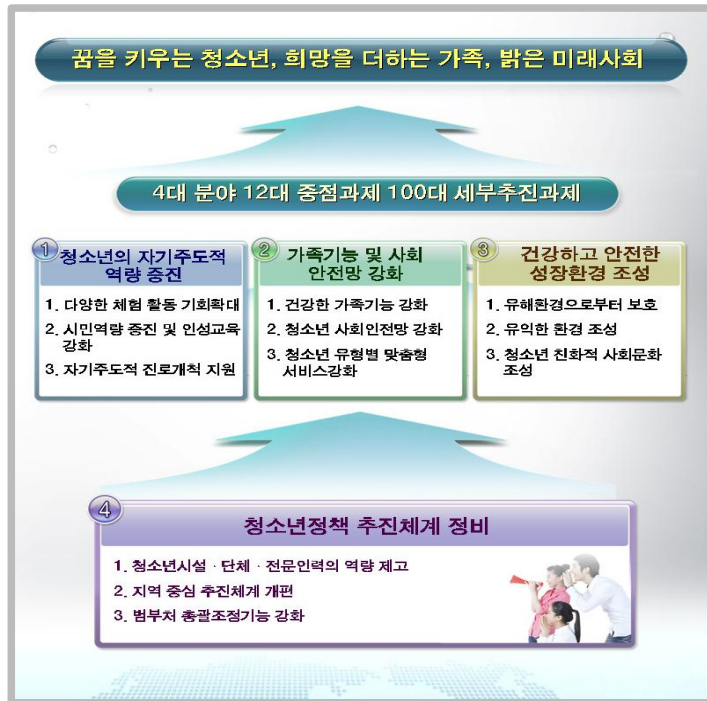 꿈을 키우는 청소년, 희망을 더하는 가족, 밝은 미래사회
4대 분야 12대 중점과제 100대 세부추진과제
1
청소년의 자기주도적
역량 증진
1. 다양한 체험 활동 기회확대
2. 시민역량 증진 및 인성교육
강화
3. 자기주도적 진로개척 지원
2
가족기능 및 사회
안전망 강화
1. 건강한 가족기능 강화
2. 청소년 사회인전망 강화
3. 청소년 유형별 맞춤형
서비스강화
3
건강하고 안전한
성장환경 조성
1. 유해환경으로부터 보호
2. 유익한 환경 조성
3. 청소년 친화적 사회문화
조성
4
청소년정책 추진체계 정비
1. 청소년시설 · 단체 · 전문인력의 역량 제고
2. 지역 중심 추진체계 개편
3. 범부처 총괄조정기능 강화